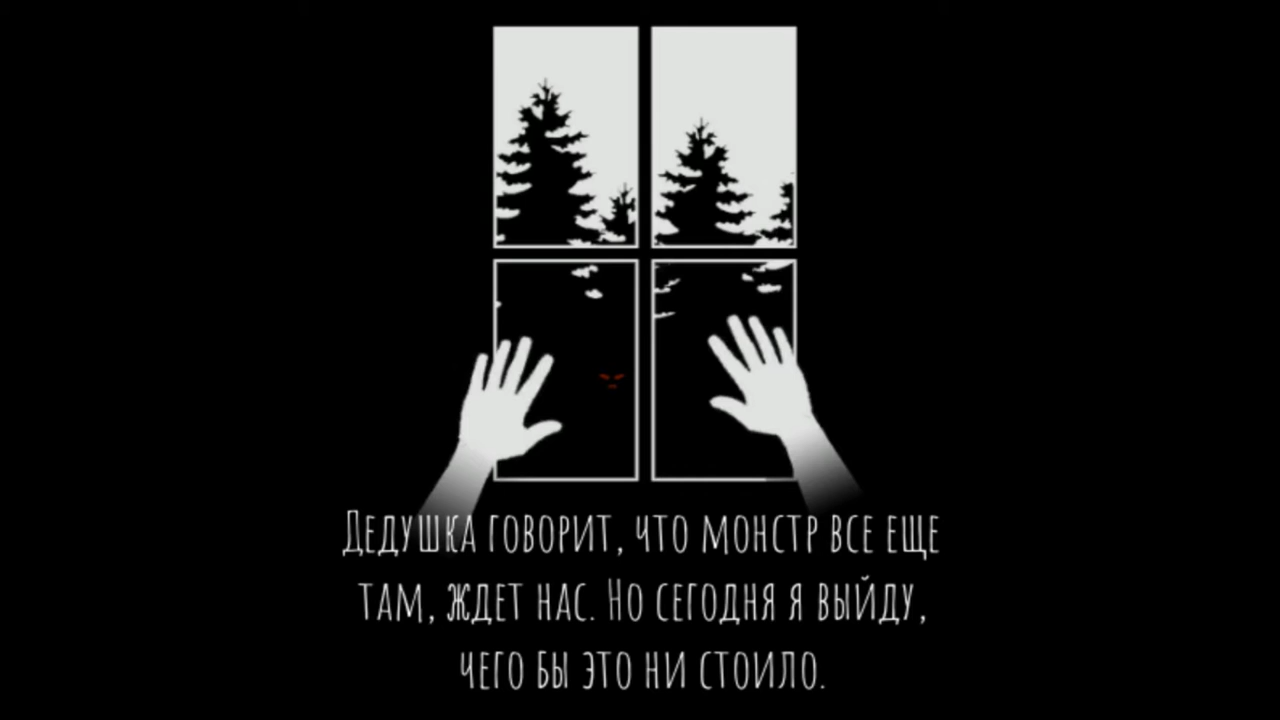 Дедушка говорит, что монстр все еще
там, ждет нас. Но сегодня я выйду,
чего бы это ни стоило.